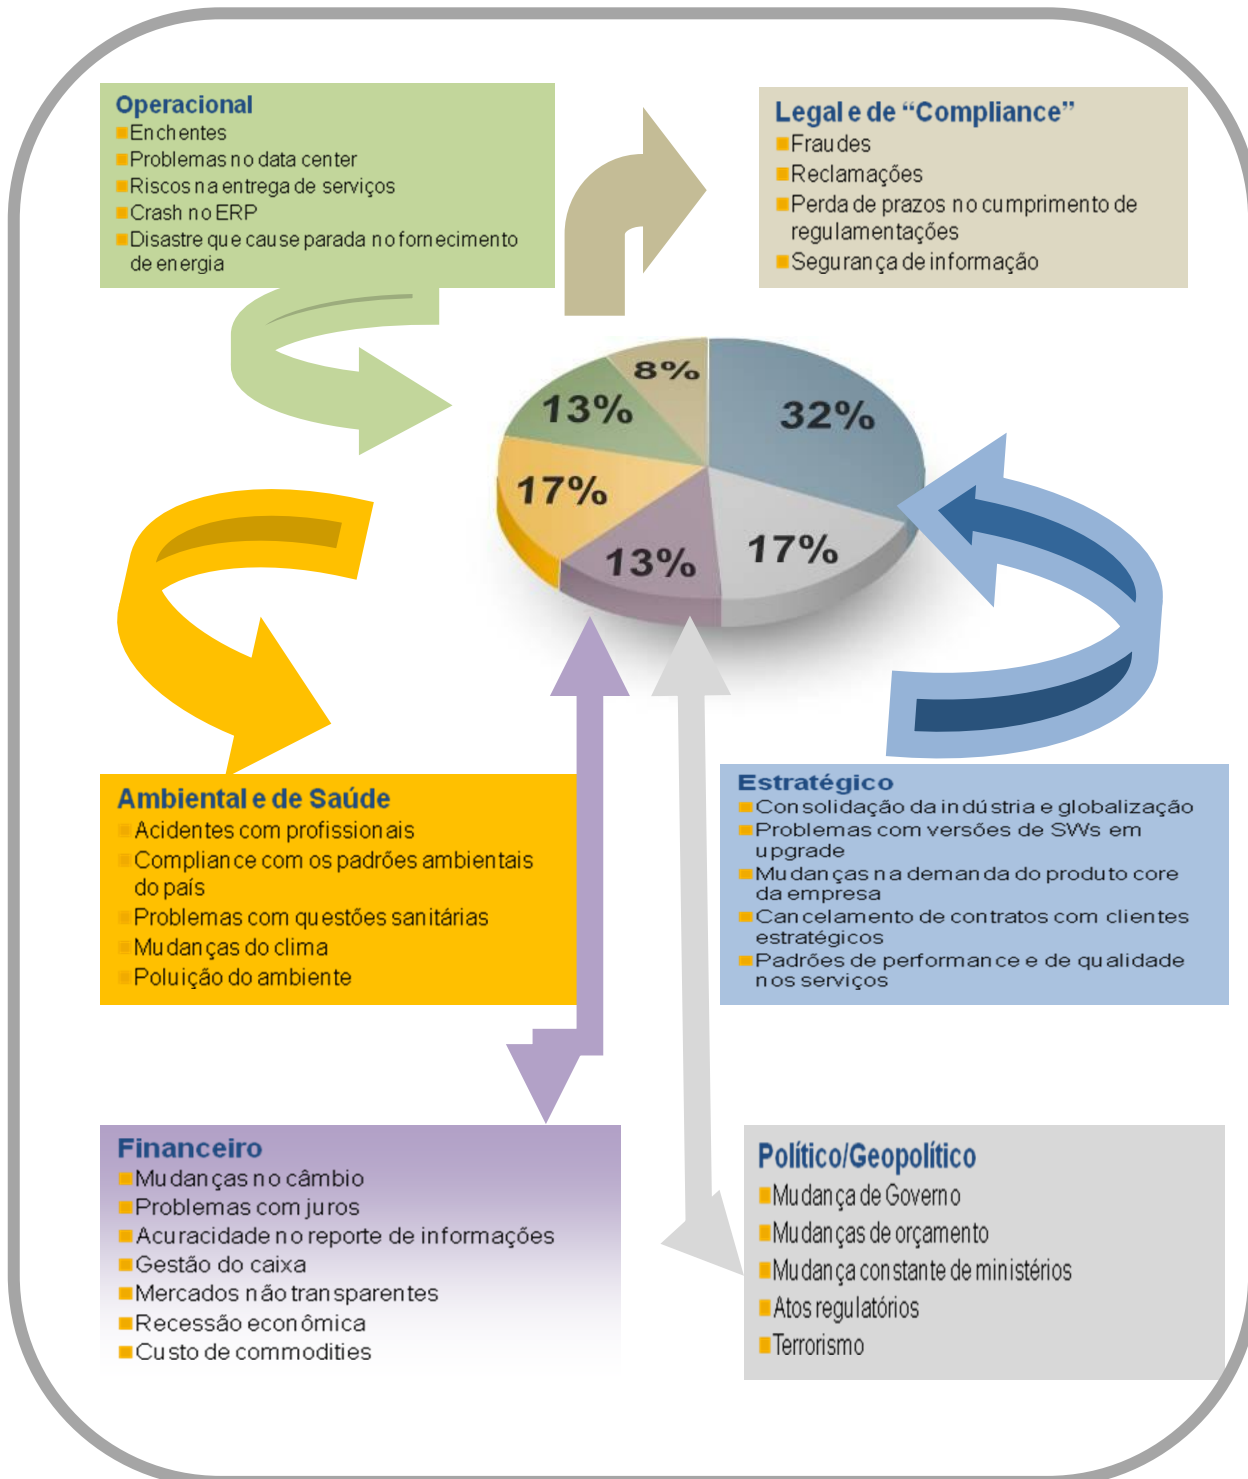 Operacional
Enchentes
Problemas no data center
Riscos na entrega de serviços
Crash no ERP
Disastre que cause parada no fornecimento
de energia
Legal e de “Compliance”
Fraudes
Reclamações
Perda de prazos no cumprimento de
regulamentações
Segurança de informação
8%
13%
32%
17%
13%
17%
Ambiental e de Saúde
Acidentes com profissionais
Compliance com os padrões ambientais
do país
Problemas com questões sanitárias
Mudanças do clima
Poluição do ambiente
Estratégico
Consolidação da indústria e globalização
Problemas com versões de SWs em
upgrade
Mudanças na demanda do produto core
da empresa
Cancelamento de contratos com clientes
estratégicos
Padrões de performance e de qualidade
nos serviços
Financeiro
Mudanças no câmbio
Problemas com juros
Acuracidade no reporte de informações
Gestão do caixa
Mercados não transparentes
Recessão econômica
Custo de commodities
Político/Geopolítico
Mudança de Governo
Mudanças de orçamento
Mudança constante de ministérios
Atos regulatórios
Terrorismo